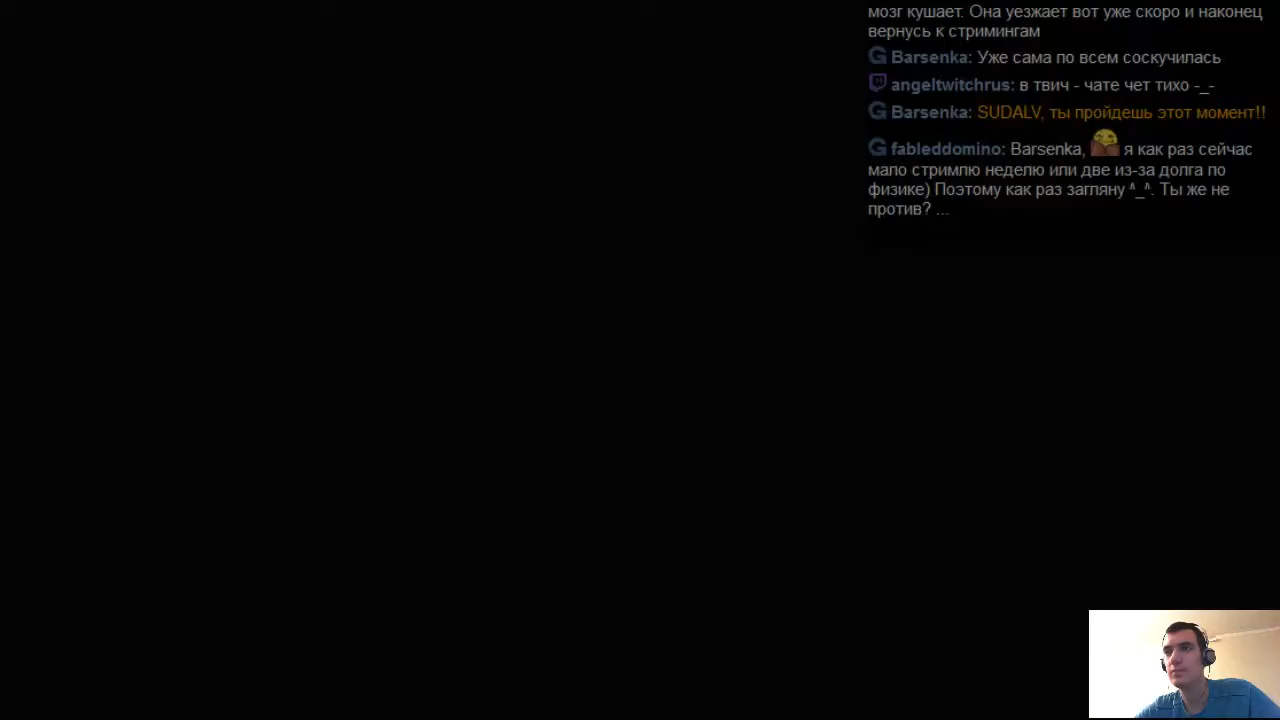 мозг кушает. Она уезжает вот уже скоро и наконец
вернусь к стримингам
Barsenka: Уже сама по всем соскучилась
angeltwitchrus: в твич - чате чет тихо -_-
Barsenka: SUDALV, ты пройдешь этот момент!!
fableddomino: Barsenka, я как раз сейчас
мало стримлю неделю или две из-за долга по
физике) Поэтому как раз загляну ^_^. Ты же не
против? ...